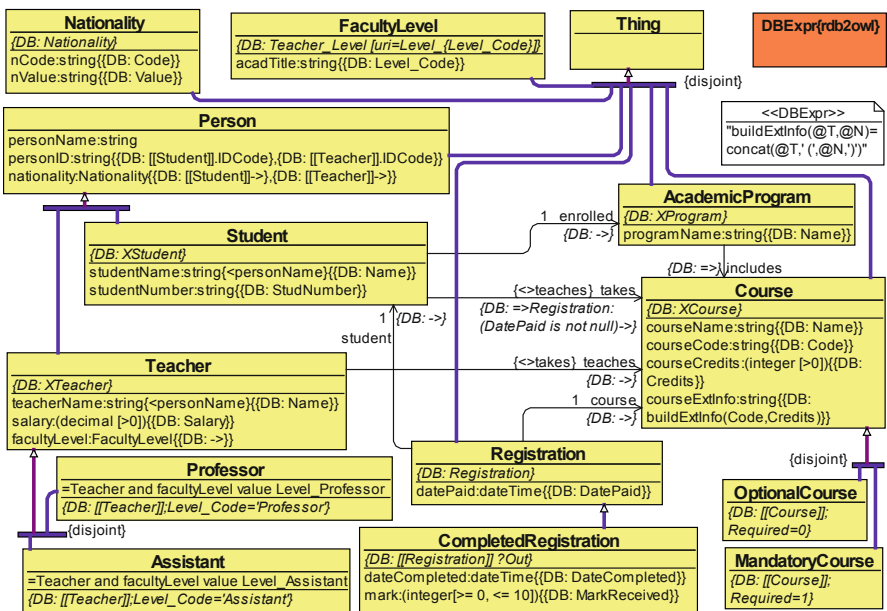 Nationality
{DB: Nationality}
nCode:string{{DB: Code}}
nValue:string{{DB: Value}}
FacultyLevel
{DB: Teacher_Level [uri=Level_{Level_Code}]}
acadTitle:string{{DB: Level_Code}}
Thing
DBExpr{rdb2owl}
{disjoint}
<<DBExpr>>
"buildExtInfo(@T,@N)=
concat(@T,' (',@N,')')"
Person
personName:string
personID:string{{DB: [[Student]].IDCode},{DB: [[Teacher]].IDCode}}
nationality:Nationality{{DB: [[Student]]->},{DB: [[Teacher]]->}}
AcademicProgram
{DB: XProgram}
programName:string{{DB: Name}}
1 enrolled
{DB: ->}
Student
{DB: XStudent}
studentName:string{<personName}{{DB: Name}}
studentNumber:string{{DB: StudNumber}}
{DB: =>} includes
{<>teaches} takes
{DB: =>Registration:
(DatePaid is not null)->}
1 {DB: ->}
student
Course
{DB: XCourse}
courseName:string{{DB: Name}}
courseCode:string{{DB: Code}}
courseCredits:(integer [>0]){{DB:
Credits}}
courseExtInfo:string{{DB:
buildExtInfo(Code,Credits)}}
Teacher
{DB: XTeacher}
teacherName:string{<personName}{{DB: Name}}
salary:(decimal [>0]){{DB: Salary}}
facultyLevel:FacultyLevel{{DB: ->}}
{<>takes} teaches
{DB: ->}
1 course
{DB: ->}
Registration
{DB: Registration}
datePaid:dateTime{{DB: DatePaid}}
Professor
=Teacher and facultyLevel value Level_Professor
{DB: [[Teacher]];Level_Code='Professor'}
{disjoint}
{disjoint}
OptionalCourse
{DB: [[Course]];
Required=0}
Assistant
=Teacher and facultyLevel value Level_Assistant
{DB: [[Teacher]];Level_Code='Assistant'}
CompletedRegistration
{DB: [[Registration]] ?Out}
dateCompleted:dateTime{{DB: DateCompleted}}
mark:(integer[>= 0, <= 10]){{DB: MarkReceived}}
MandatoryCourse
{DB: [[Course]];
Required=1}